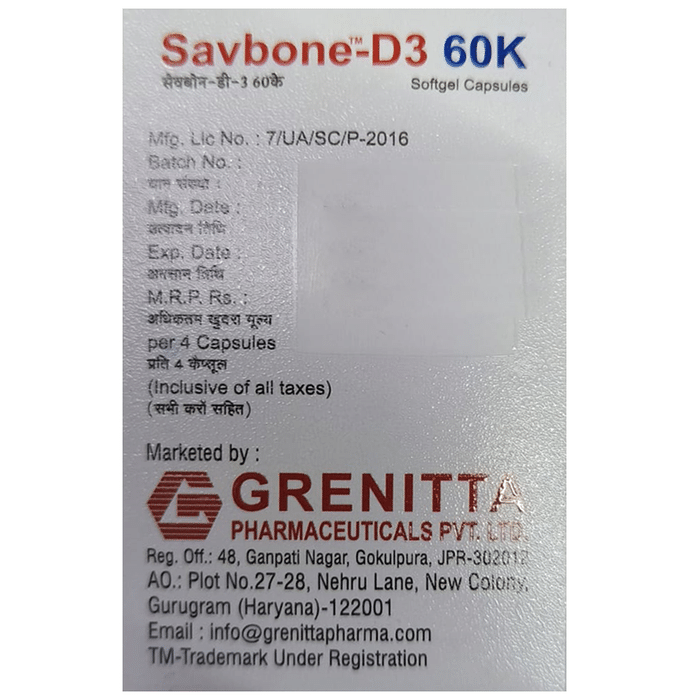 Savbone™-D3 60K
सेवबोन-डी-3 60के
Softgel Capsules
Mfg. Lic No. : 7/UA/SC/P-2016
Batch No. :
घान संख्या :
Mfg. Date :
उत्पादन तिथि
Exp. Date :
अवसान तिथि
M.R.P. Rs. :
अधिकतम खुदरा मूल्य
per 4 Capsules
प्रति 4 कैप्सूल
(Inclusive of all taxes)
(सभी करों सहित)
Marketed by :
GRENITTA
PHARMACEUTICALS PVT. LTD.
Reg. Off.: 48, Ganpati Nagar, Gokulpura, JPR-302012
AO.: Plot No.27-28, Nehru Lane, New Colony,
Gurugram (Haryana)-122001
Email : info@grenittapharma.com
TM-Trademark Under Registration